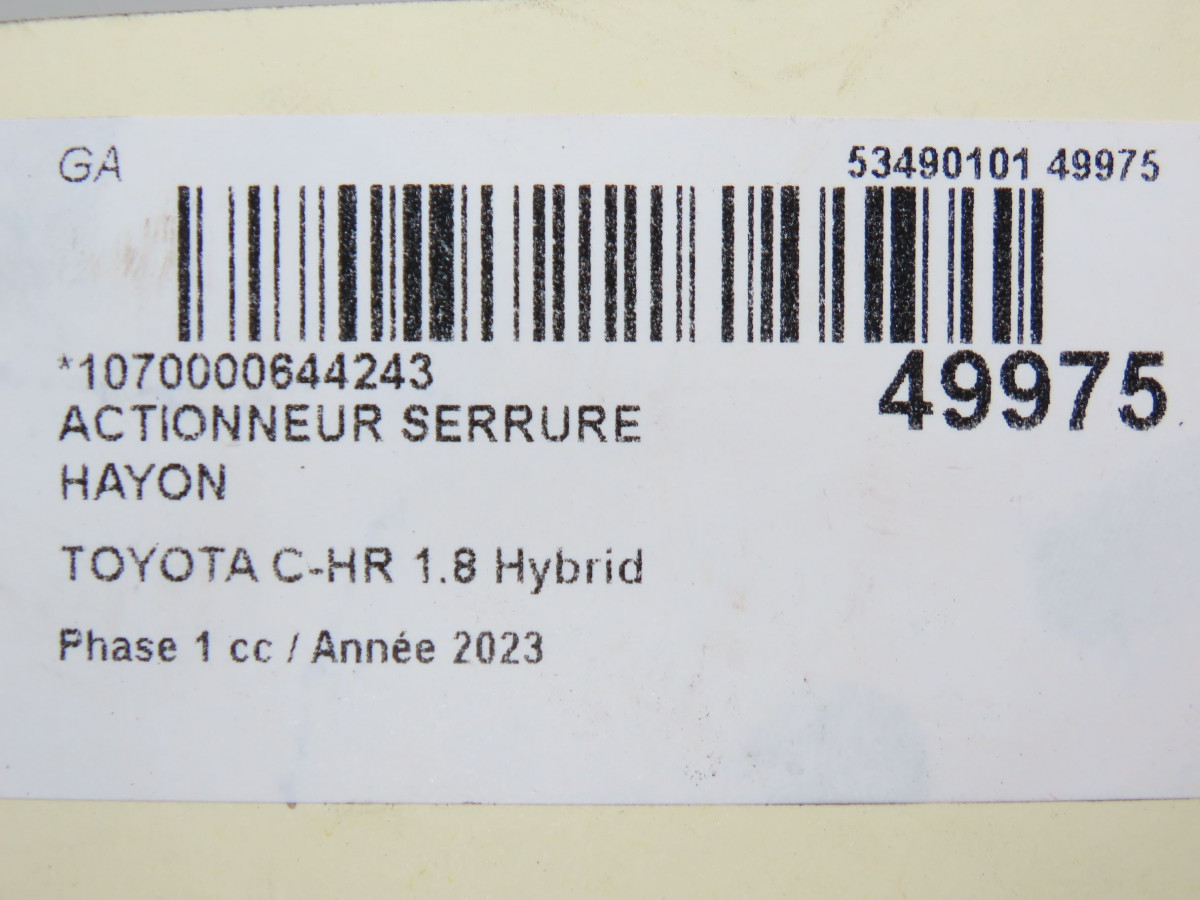 GA
53490101 49975
*1070000644243
49975
ACTIONNEUR SERRURE
HAYON
TOYOTA C-HR 1.8 Hybrid
Phase 1 cc / Année 2023